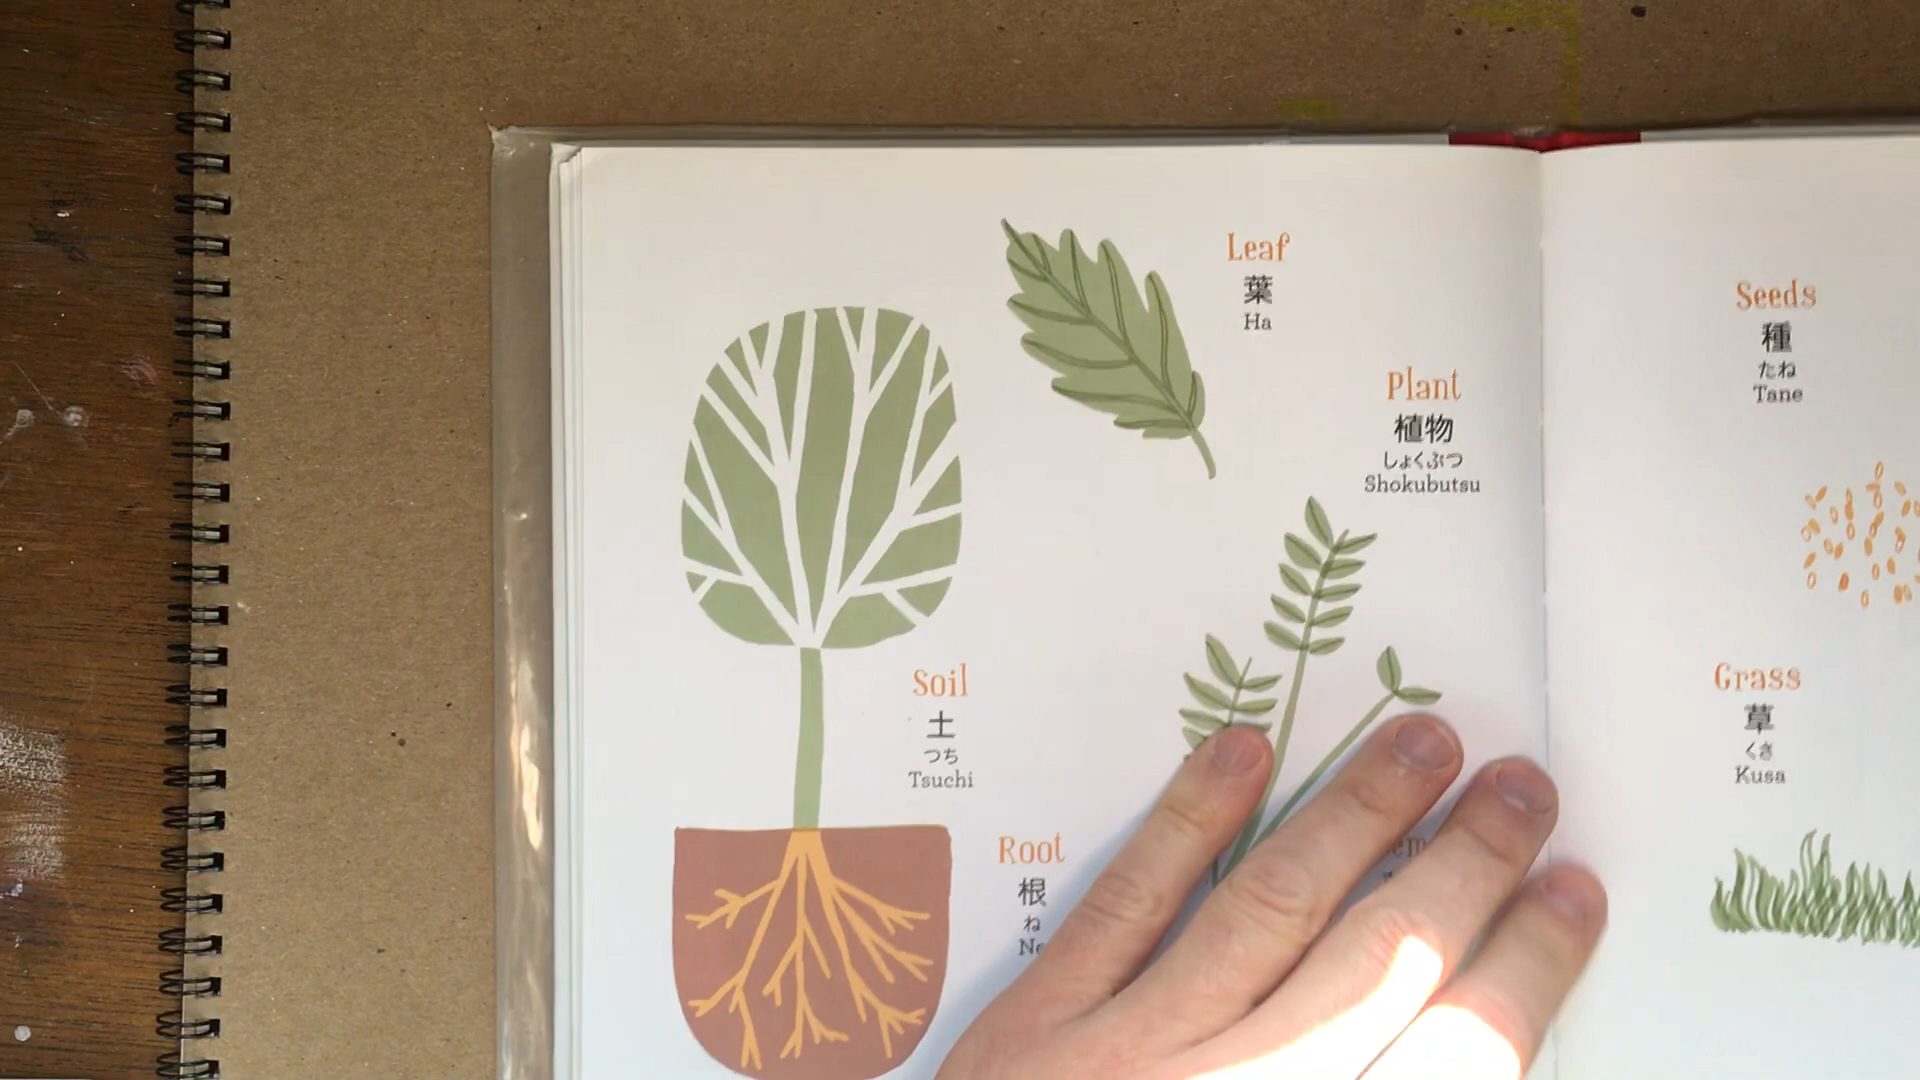 Leaf
葉
Ha
Plant
植物
しょくぶつ
Shokubutsu
Soil
土
つち
Tsuchi
Root
根
ね
Ne
Seeds
種
たね
Tane
Grass
草
くさ
Kusa